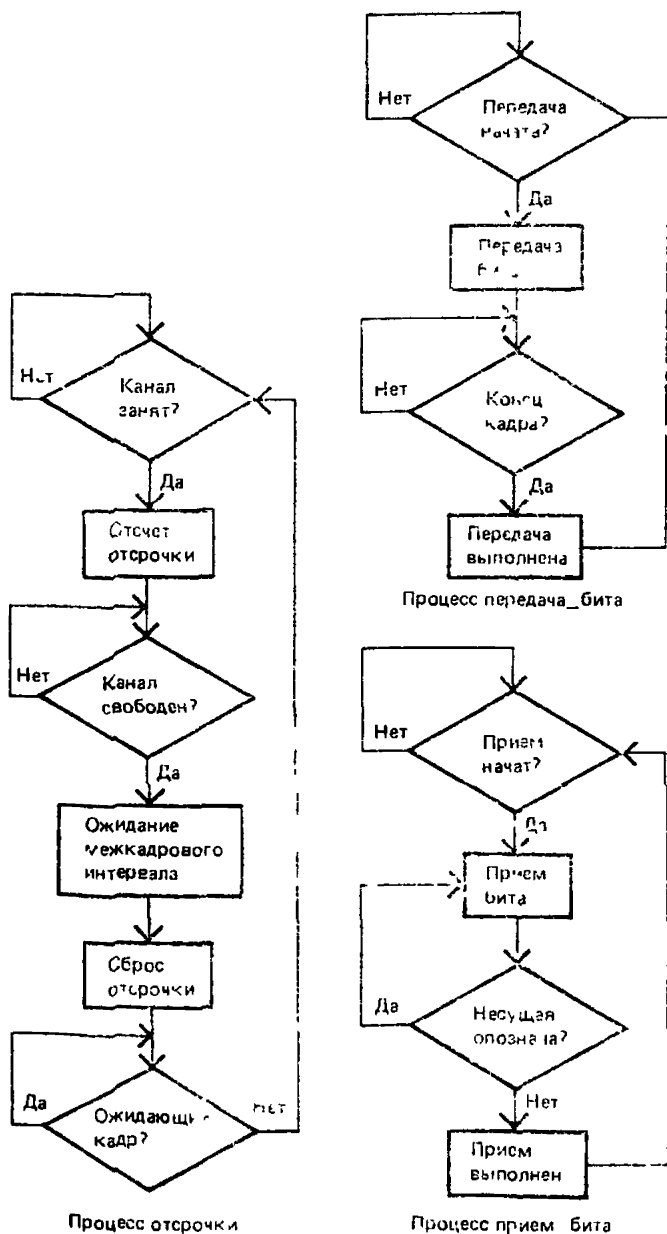 Нет
Канал
занят?
Да
Отсчет
отсрочки
Нет
Канал
свободен?
Да
Ожидание
межкадрового
интервала
Сброс
отсрочки
Да
Ожидающий
кадр?
Нет
Процесс отсрочки
Нет
Передача
начата?
Да
Передача
Нет
Конец
кадра?
Да
Передача
выполнена
Процесс передача_бита
Нет
Прием
начат?
Да
Прием
бита
Да
Несущая
опознана?
Нет
Прием
выполнен
Процесс прием бита